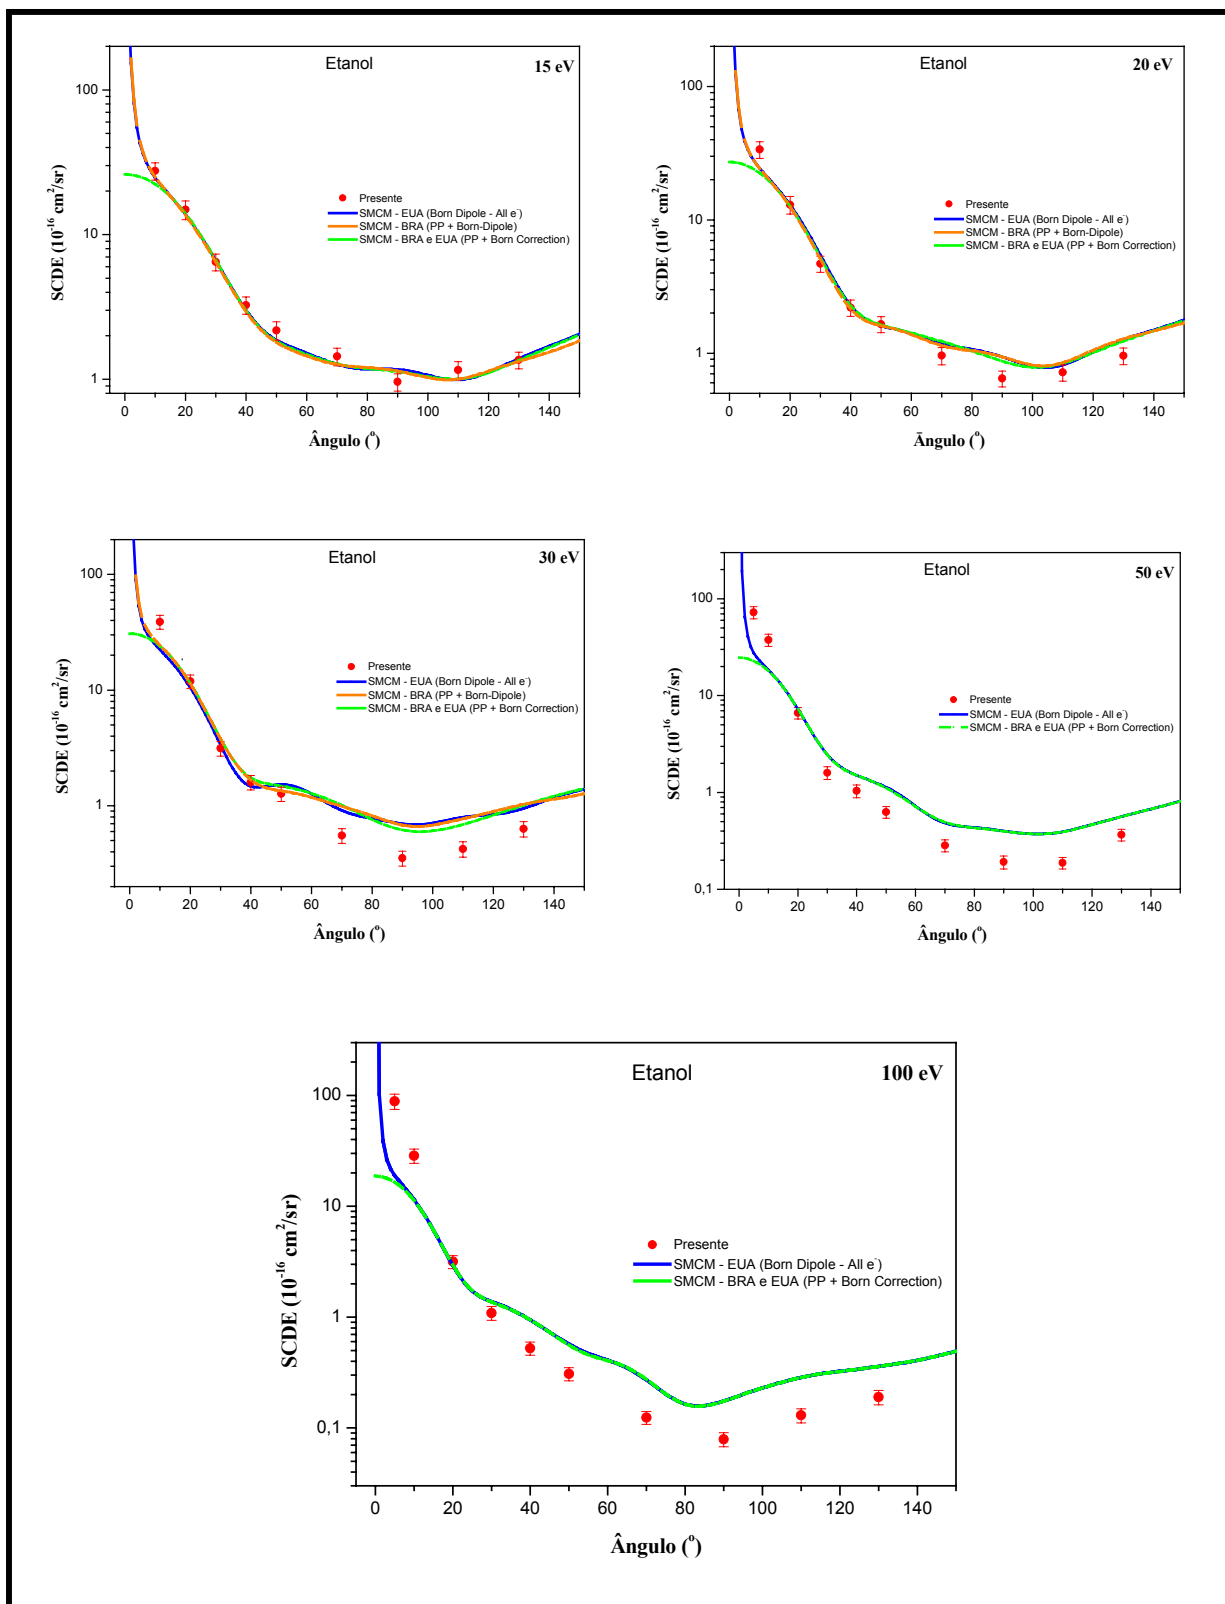 Etanol 15 eV
100
10
1
SCDE (10⁻¹⁶ cm²/sr)
Presente
SMCM - EUA (Born Dipole - All e⁻)
SMCM - BRA (PP + Born-Dipole)
SMCM - BRA e EUA (PP + Born Correction)
0 20 40 60 80 100 120 140
Ângulo (º)
Etanol 20 eV
100
10
1
SCDE (10⁻¹⁶ cm²/sr)
Presente
SMCM - EUA (Born Dipole - All e⁻)
SMCM - BRA (PP + Born-Dipole)
SMCM - BRA e EUA (PP + Born Correction)
0 20 40 60 80 100 120 140
Ângulo (º)
Etanol 30 eV
100
10
1
SCDE (10⁻¹⁶ cm²/sr)
Presente
SMCM - EUA (Born Dipole - All e⁻)
SMCM - BRA (PP + Born-Dipole)
SMCM - BRA e EUA (PP + Born Correction)
0 20 40 60 80 100 120 140
Ângulo (º)
Etanol 50 eV
100
10
1
0,1
SCDE (10⁻¹⁶ cm²/sr)
Presente
SMCM - EUA (Born Dipole - All e⁻)
SMCM - BRA e EUA (PP + Born Correction)
0 20 40 60 80 100 120 140
Ângulo (º)
Etanol 100 eV
100
10
1
0,1
SCDE (10⁻¹⁶ cm²/sr)
Presente
SMCM - EUA (Born Dipole - All e⁻)
SMCM - BRA e EUA (PP + Born Correction)
0 20 40 60 80 100 120 140
Ângulo (º)